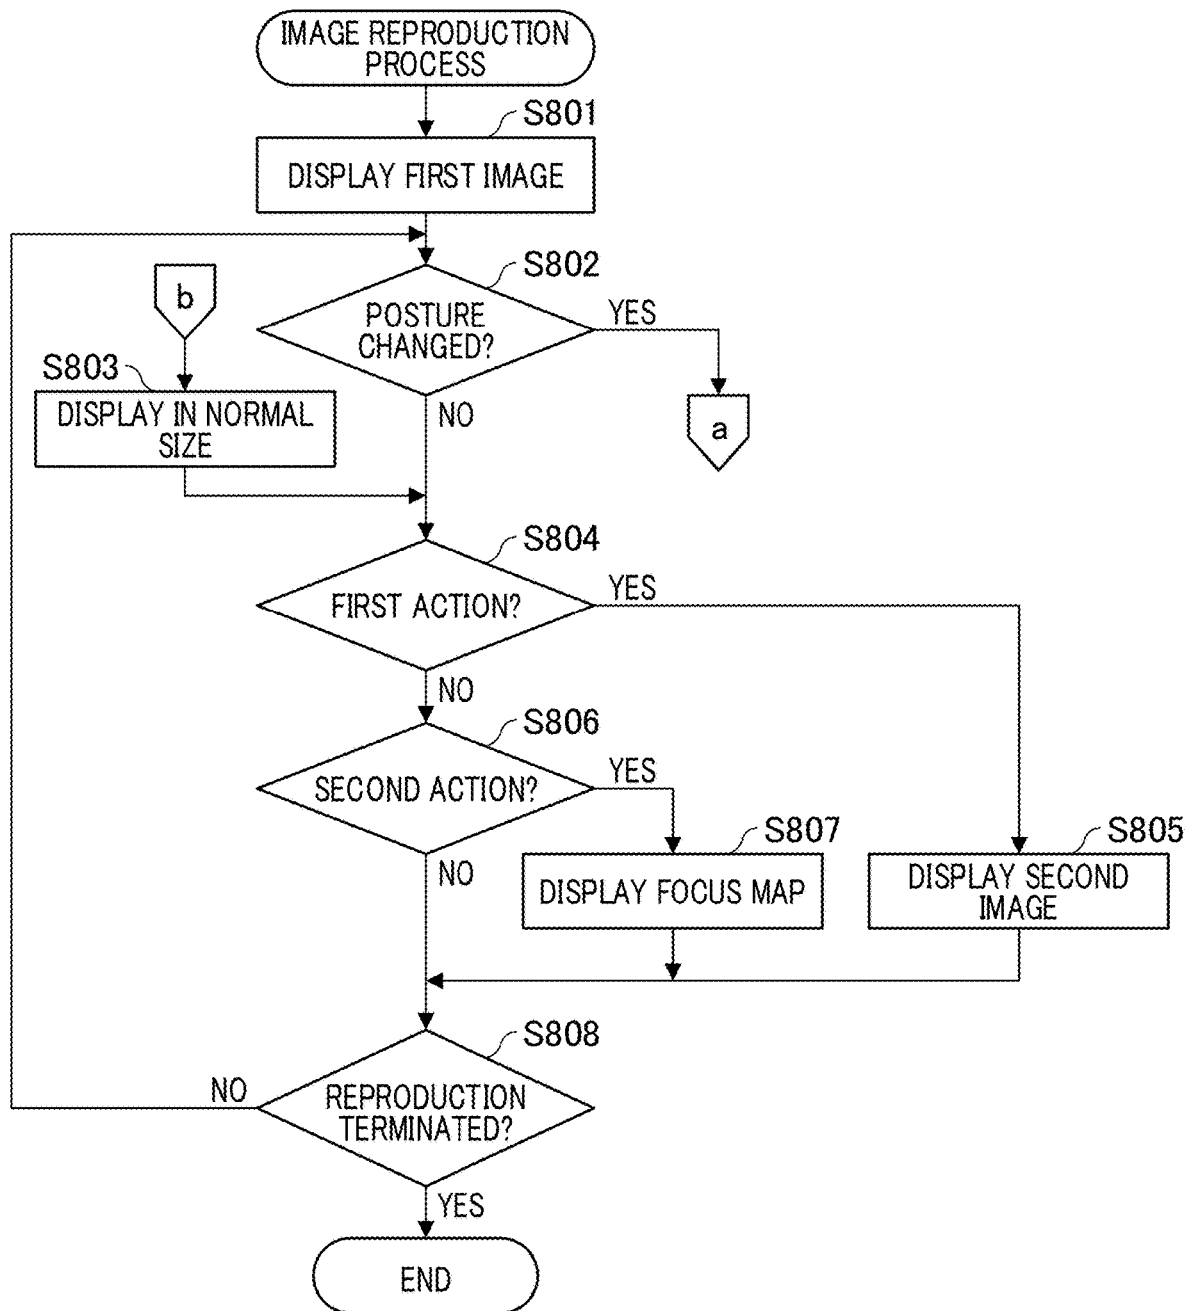 IMAGE REPRODUCTION
PROCESS
S801
DISPLAY FIRST IMAGE
S802
POSTURE
CHANGED?
YES
NO
a
b
S803
DISPLAY IN NORMAL
SIZE
S804
FIRST ACTION?
YES
NO
S806
SECOND ACTION?
YES
NO
S807
DISPLAY FOCUS MAP
S805
DISPLAY SECOND
IMAGE
S808
REPRODUCTION
TERMINATED?
NO
YES
END